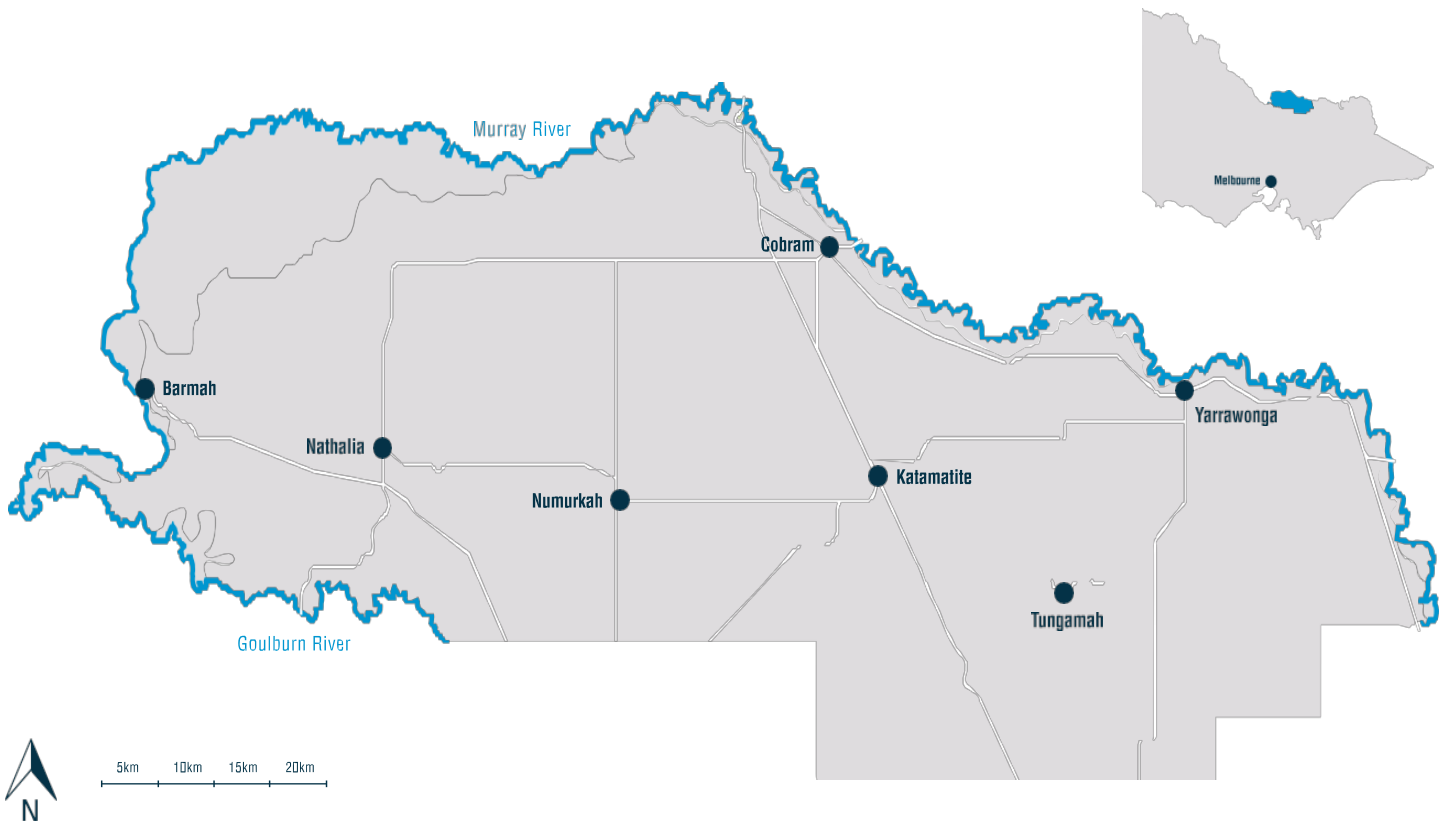 Murray River
Melbourne
Cobram
Barmah
Yarrawonga
Nathalia
Katamatite
Numurkah
Tungamah
Goulburn River
5km 10km 15km 20km
N